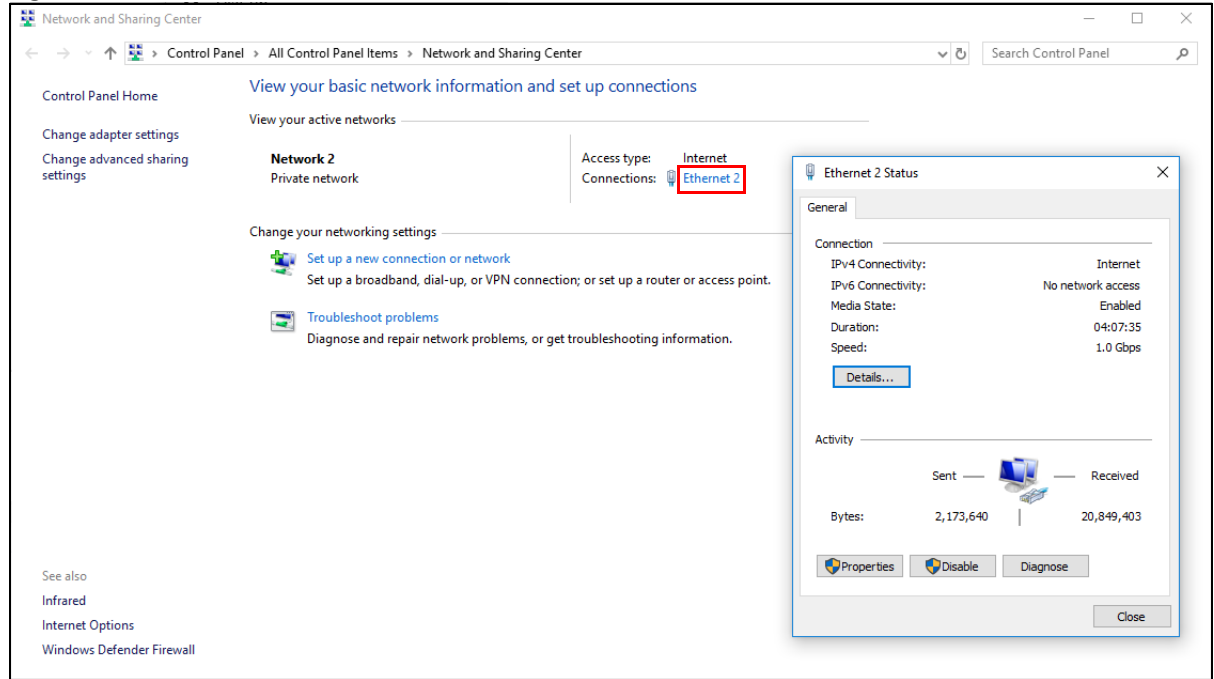 Network and Sharing Center
Control Panel > All Control Panel Items > Network and Sharing Center
Search Control Panel
Control Panel Home
Change adapter settings
Change advanced sharing
settings
View your basic network information and set up connections
View your active networks
Network 2
Private network
Access type: Internet
Connections: Ethernet 2
Change your networking settings
Set up a new connection or network
Set up a broadband, dial-up, or VPN connection; or set up a router or access point.
Troubleshoot problems
Diagnose and repair network problems, or get troubleshooting information.
See also
Infrared
Internet Options
Windows Defender Firewall
Ethernet 2 Status
General
Connection
IPv4 Connectivity: Internet
IPv6 Connectivity: No network access
Media State: Enabled
Duration: 04:07:35
Speed: 1.0 Gbps
Details...
Activity
Sent Received
Bytes: 2,173,640 20,849,403
Properties Disable Diagnose
Close